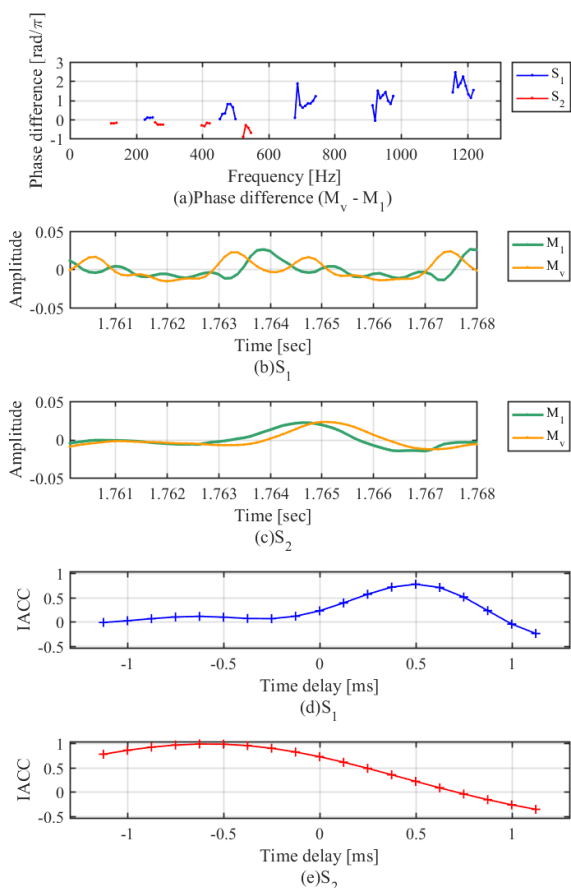 3
2
1
0
-1
Phase difference [rad/π]
0 200 400 600 800 1000 1200
Frequency [Hz]
S1
S2
(a)Phase difference (Mv - M1)
0.05
0
-0.05
Amplitude
1.761 1.762 1.763 1.764 1.765 1.766 1.767 1.768
Time [sec]
M1
Mv
(b)S1
0.05
0
-0.05
Amplitude
1.761 1.762 1.763 1.764 1.765 1.766 1.767 1.768
Time [sec]
M1
Mv
(c)S2
1
0.5
0
-0.5
IACC
-1 -0.5 0 0.5 1
Time delay [ms]
(d)S1
1
0.5
0
-0.5
IACC
-1 -0.5 0 0.5 1
Time delay [ms]
(e)S2